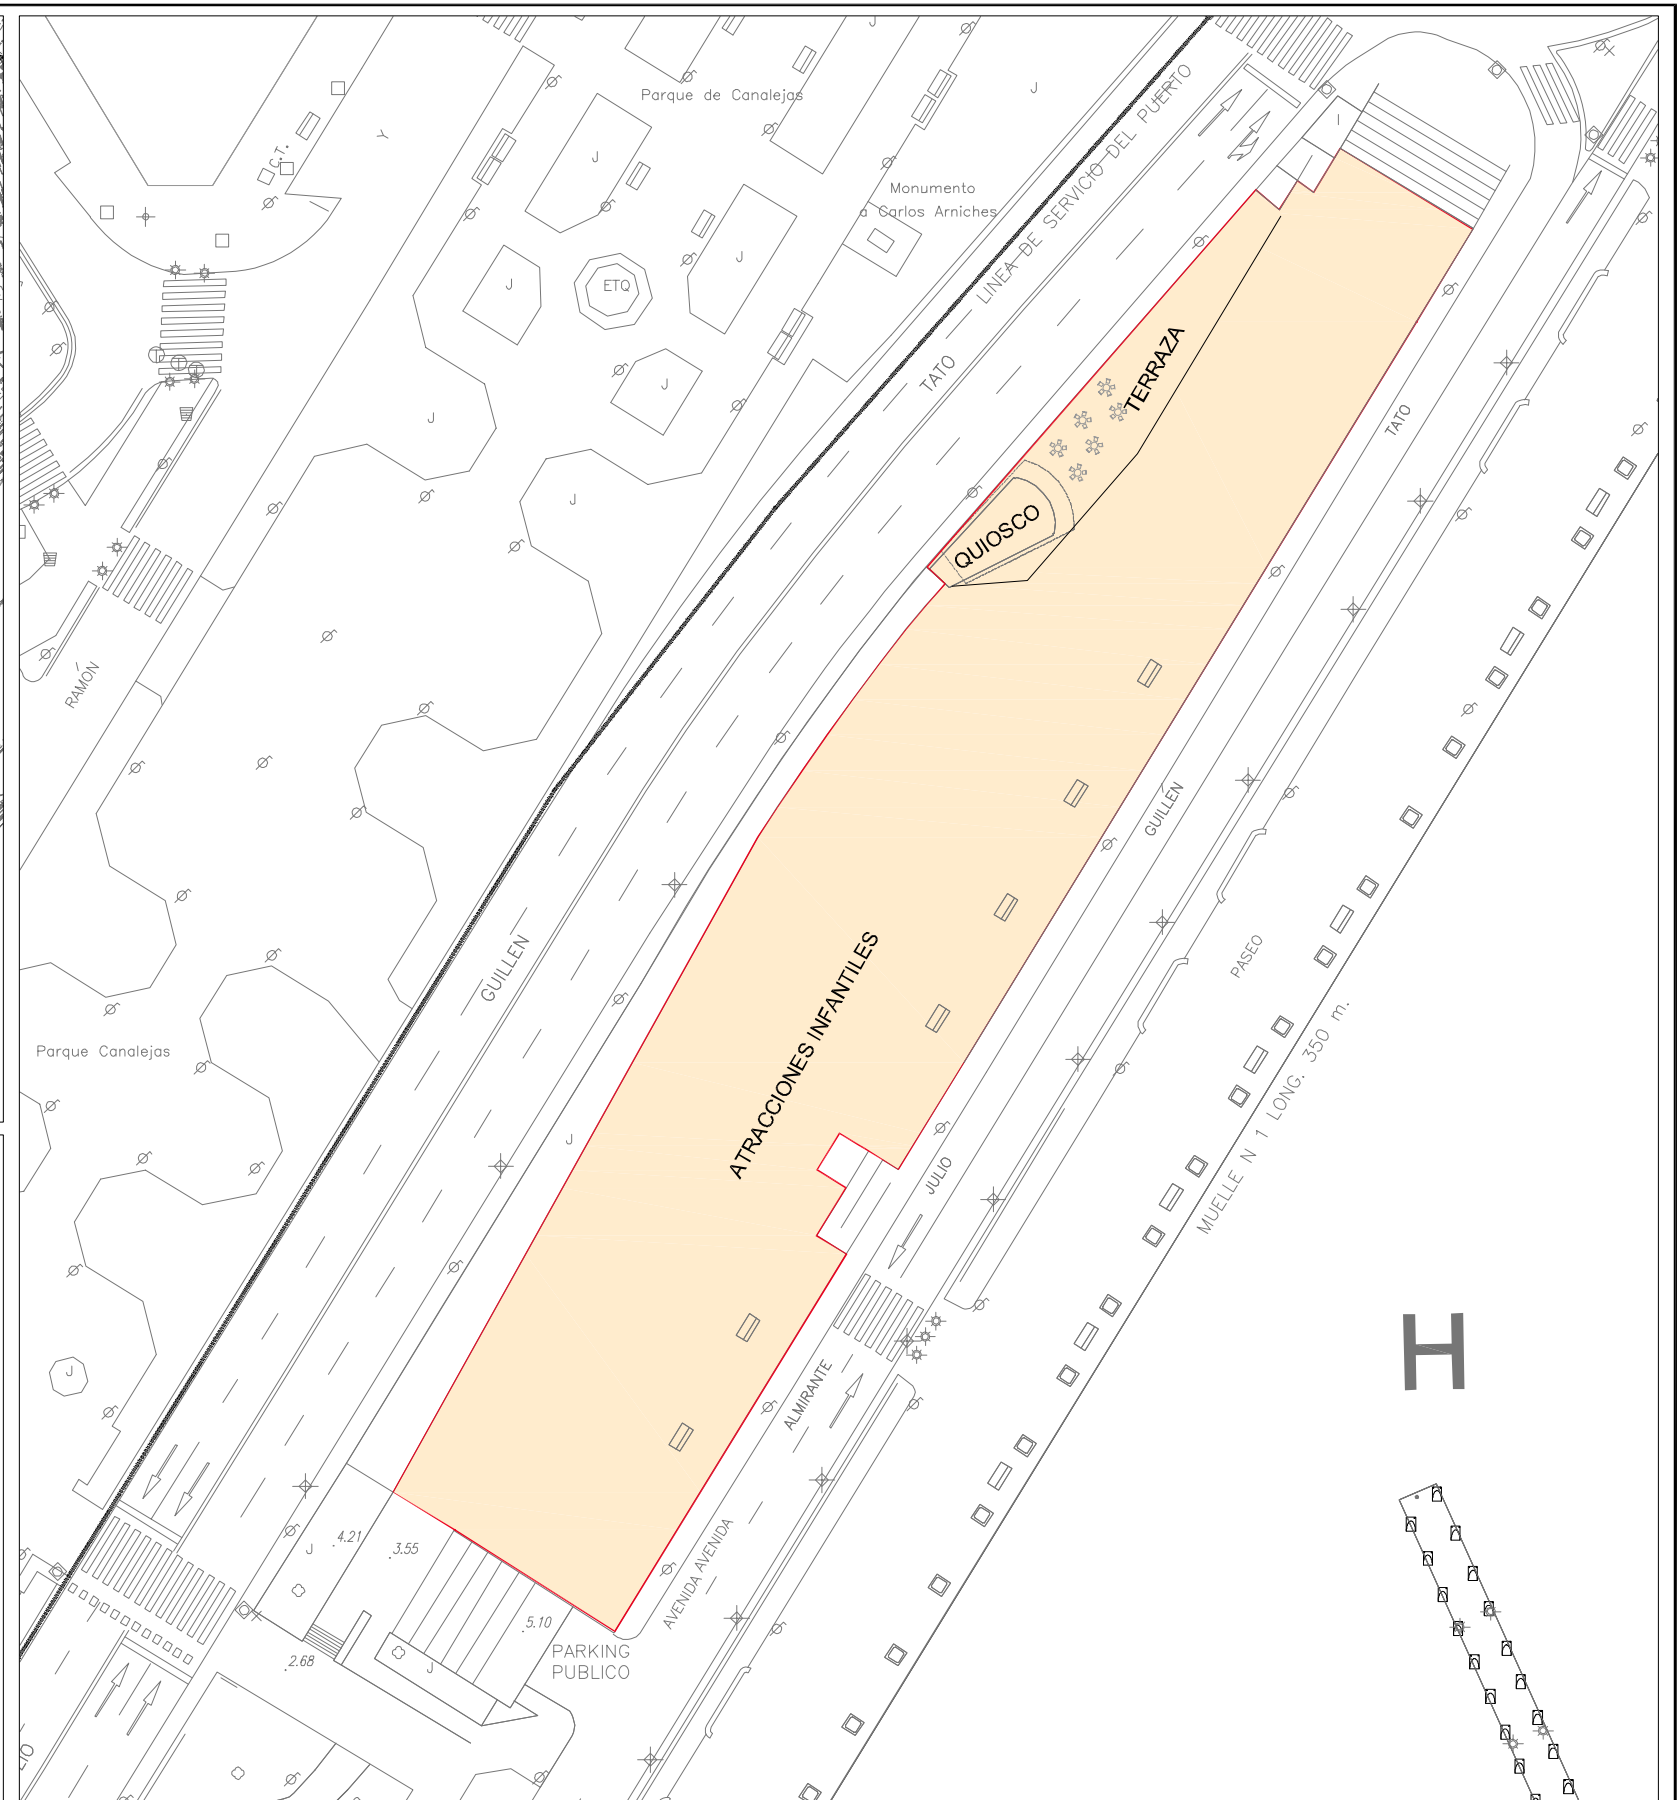 Parque de Canalejas
J
J
C.T.
Y
J
Monumento
a Carlos Arniches
LINEA DE SERVICIO DEL PUERTO
J
J
ETQ
J
J
TATO
TERRAZA
TATO
J
J
QUIOSCO
RAMÓN
GUILLÉN
GUILLEN
PASEO
ATRACCIONES INFANTILES
Parque Canalejas
MUELLE N 1 LONG. 350 m.
J
JULIO
H
J
ALMIRANTE
AVENIDA AVENIDA
4.21
3.55
J
5.10
PARKING
PUBLICO
2.68
J